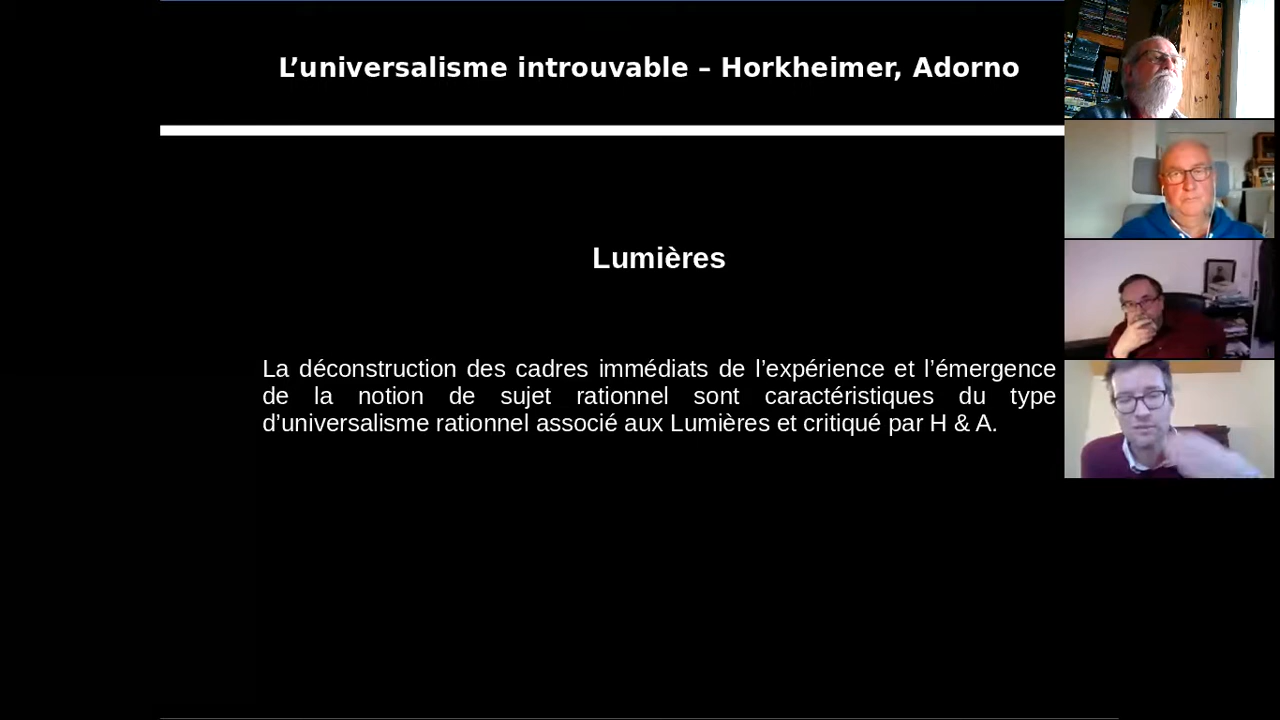 L’universalisme introuvable – Horkheimer, Adorno
Lumières
La déconstruction des cadres immédiats de l’expérience et l’émergence
de la notion de sujet rationnel sont caractéristiques du type
d’universalisme rationnel associé aux Lumières et critiqué par H & A.